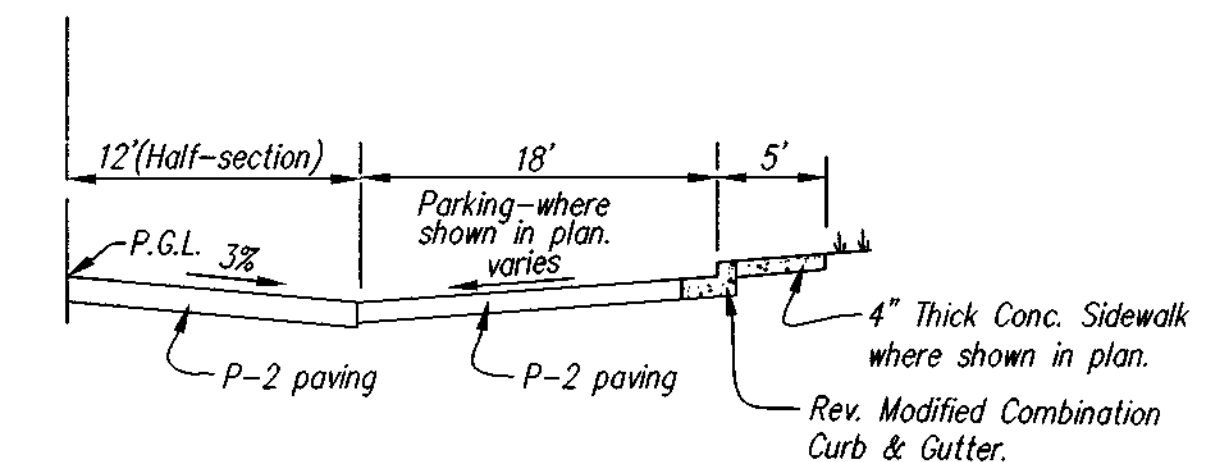 12'(Half-section)
18'
5'
Parking-where
shown in plan.
varies
P.G.L.
3%
P-2 paving
P-2 paving
4" Thick Conc. Sidewalk
where shown in plan.
Rev. Modified Combination
Curb & Gutter.